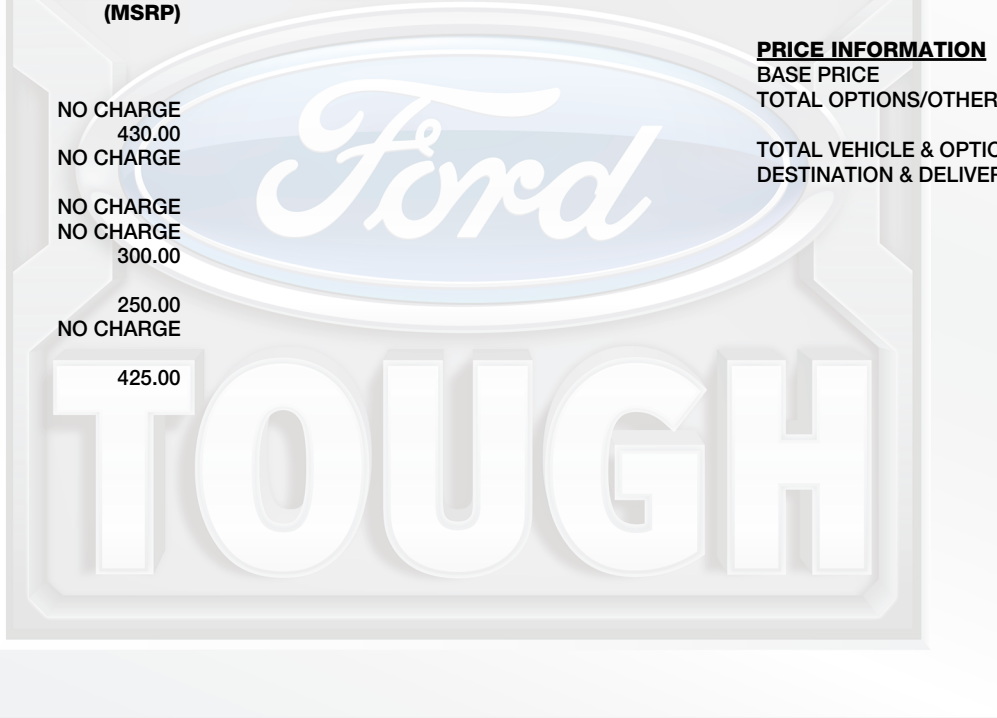 (MSRP)
NO CHARGE
430.00
NO CHARGE
NO CHARGE
NO CHARGE
300.00
250.00
NO CHARGE
425.00
PRICE INFORMATION
BASE PRICE
TOTAL OPTIONS/OTHER
TOTAL VEHICLE & OPTIO
DESTINATION & DELIVER
Ford
TOUGH